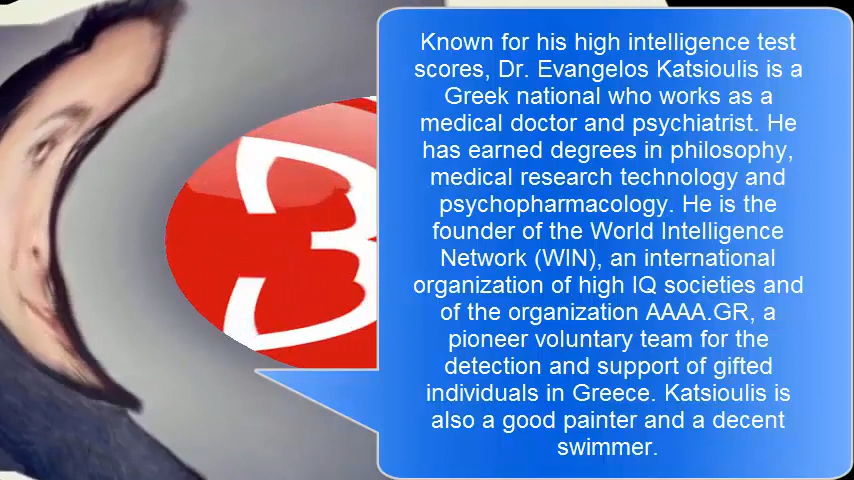 3
Known for his high intelligence test
scores, Dr. Evangelos Katsioulis is a
Greek national who works as a
medical doctor and psychiatrist. He
has earned degrees in philosophy,
medical research technology and
psychopharmacology. He is the
founder of the World Intelligence
Network (WIN), an international
organization of high IQ societies and
of the organization AAAA.GR, a
pioneer voluntary team for the
detection and support of gifted
individuals in Greece. Katsioulis is
also a good painter and a decent
swimmer.